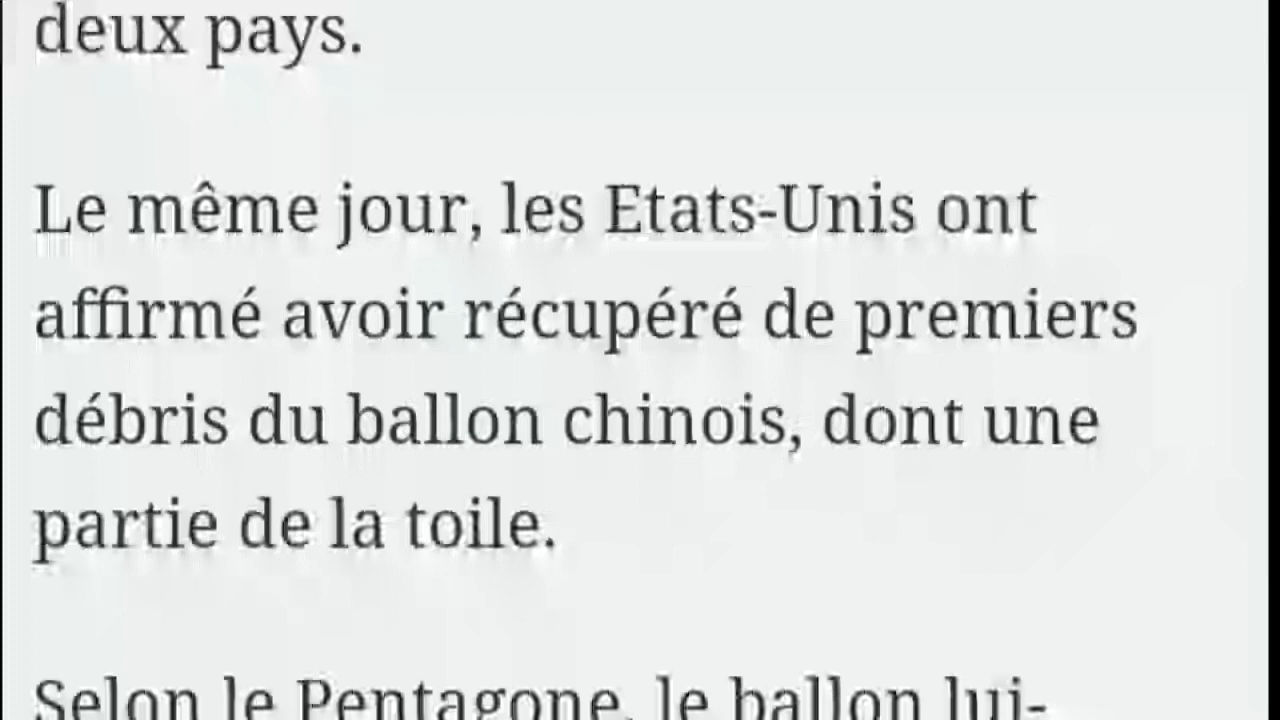 deux pays.
Le même jour, les Etats-Unis ont
affirmé avoir récupéré de premiers
débris du ballon chinois, dont une
partie de la toile.
Selon le Pentagone, le ballon lui-